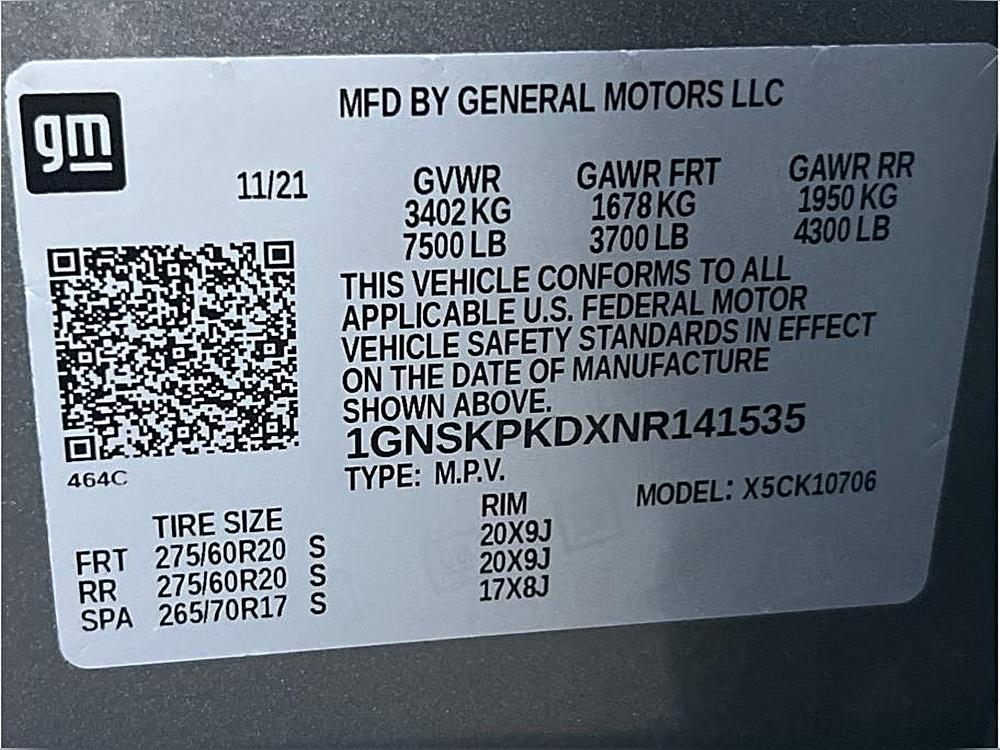 gm
MFD BY GENERAL MOTORS LLC
11/21 GVWR GAWR FRT GAWR RR
3402 KG 1678 KG 1950 KG
7500 LB 3700 LB 4300 LB
THIS VEHICLE CONFORMS TO ALL
APPLICABLE U.S. FEDERAL MOTOR
VEHICLE SAFETY STANDARDS IN EFFECT
ON THE DATE OF MANUFACTURE
SHOWN ABOVE.
1GNSKPKDXNR141535
464C
TYPE: M.P.V.
MODEL: X5CK10706
TIRE SIZE RIM
FRT 275/60R20 S 20X9J
RR 275/60R20 S 20X9J
SPA 265/70R17 S 17X8J